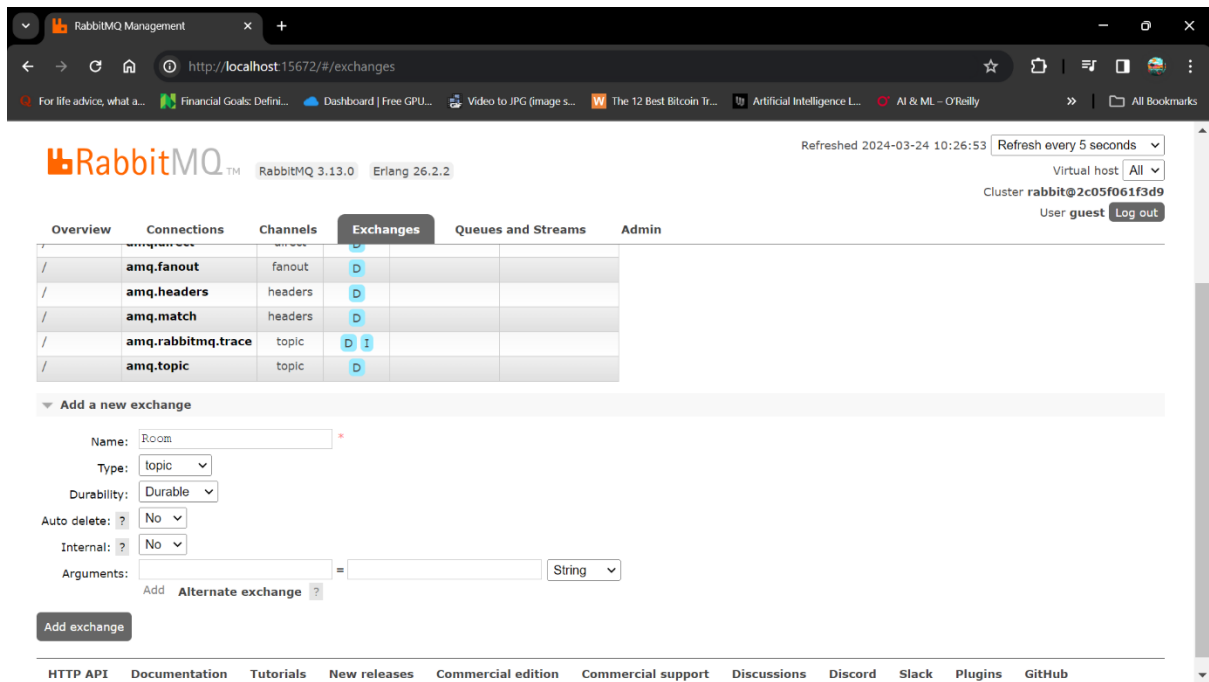 RabbitMQ Management
http://localhost:15672/#/exchanges
For life advice, what a... Financial Goals: Defini... Dashboard | Free GPU... Video to JPG (image s... The 12 Best Bitcoin Tr... Artificial Intelligence L... AI & ML – O'Reilly » All Bookmarks
Refreshed 2024-03-24 10:26:53 Refresh every 5 seconds
RabbitMQ TM RabbitMQ 3.13.0 Erlang 26.2.2
Virtual host All
Cluster rabbit@2c05f061f3d9
User guest Log out
Overview Connections Channels Exchanges Queues and Streams Admin
/ amq.direct direct D
/ amq.fanout fanout D
/ amq.headers headers D
/ amq.match headers D
/ amq.rabbitmq.trace topic D I
/ amq.topic topic D
Add a new exchange
Name: Room *
Type: topic
Durability: Durable
Auto delete: ? No
Internal: ? No
Arguments: = String
Add Alternate exchange ?
Add exchange
HTTP API Documentation Tutorials New releases Commercial edition Commercial support Discussions Discord Slack Plugins GitHub